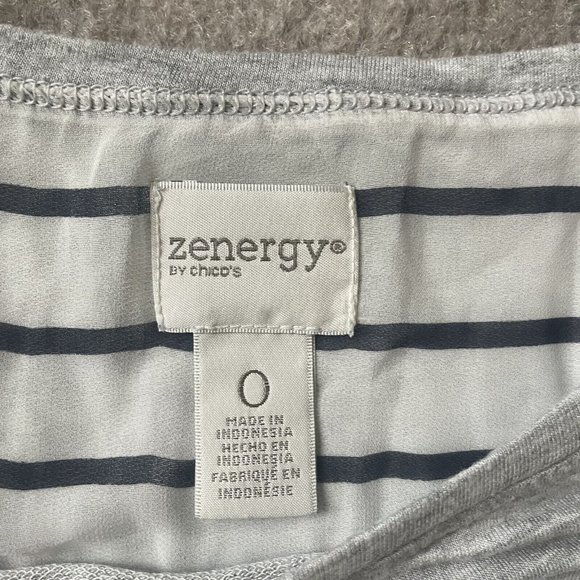 zenergy®
BY CHICO'S
0
MADE IN
INDONESIA
HECHO EN
INDONESIA
FABRIQUÉ EN
INDONÉSIE